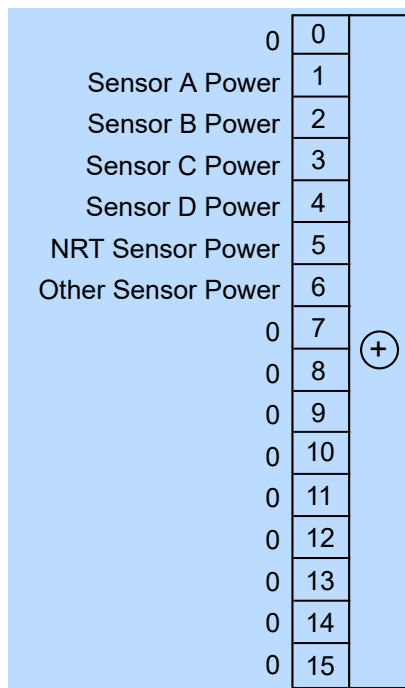 0 0
Sensor A Power 1
Sensor B Power 2
Sensor C Power 3
Sensor D Power 4
NRT Sensor Power 5
Other Sensor Power 6
0 7
+
0 8
0 9
0 10
0 11
0 12
0 13
0 14
0 15